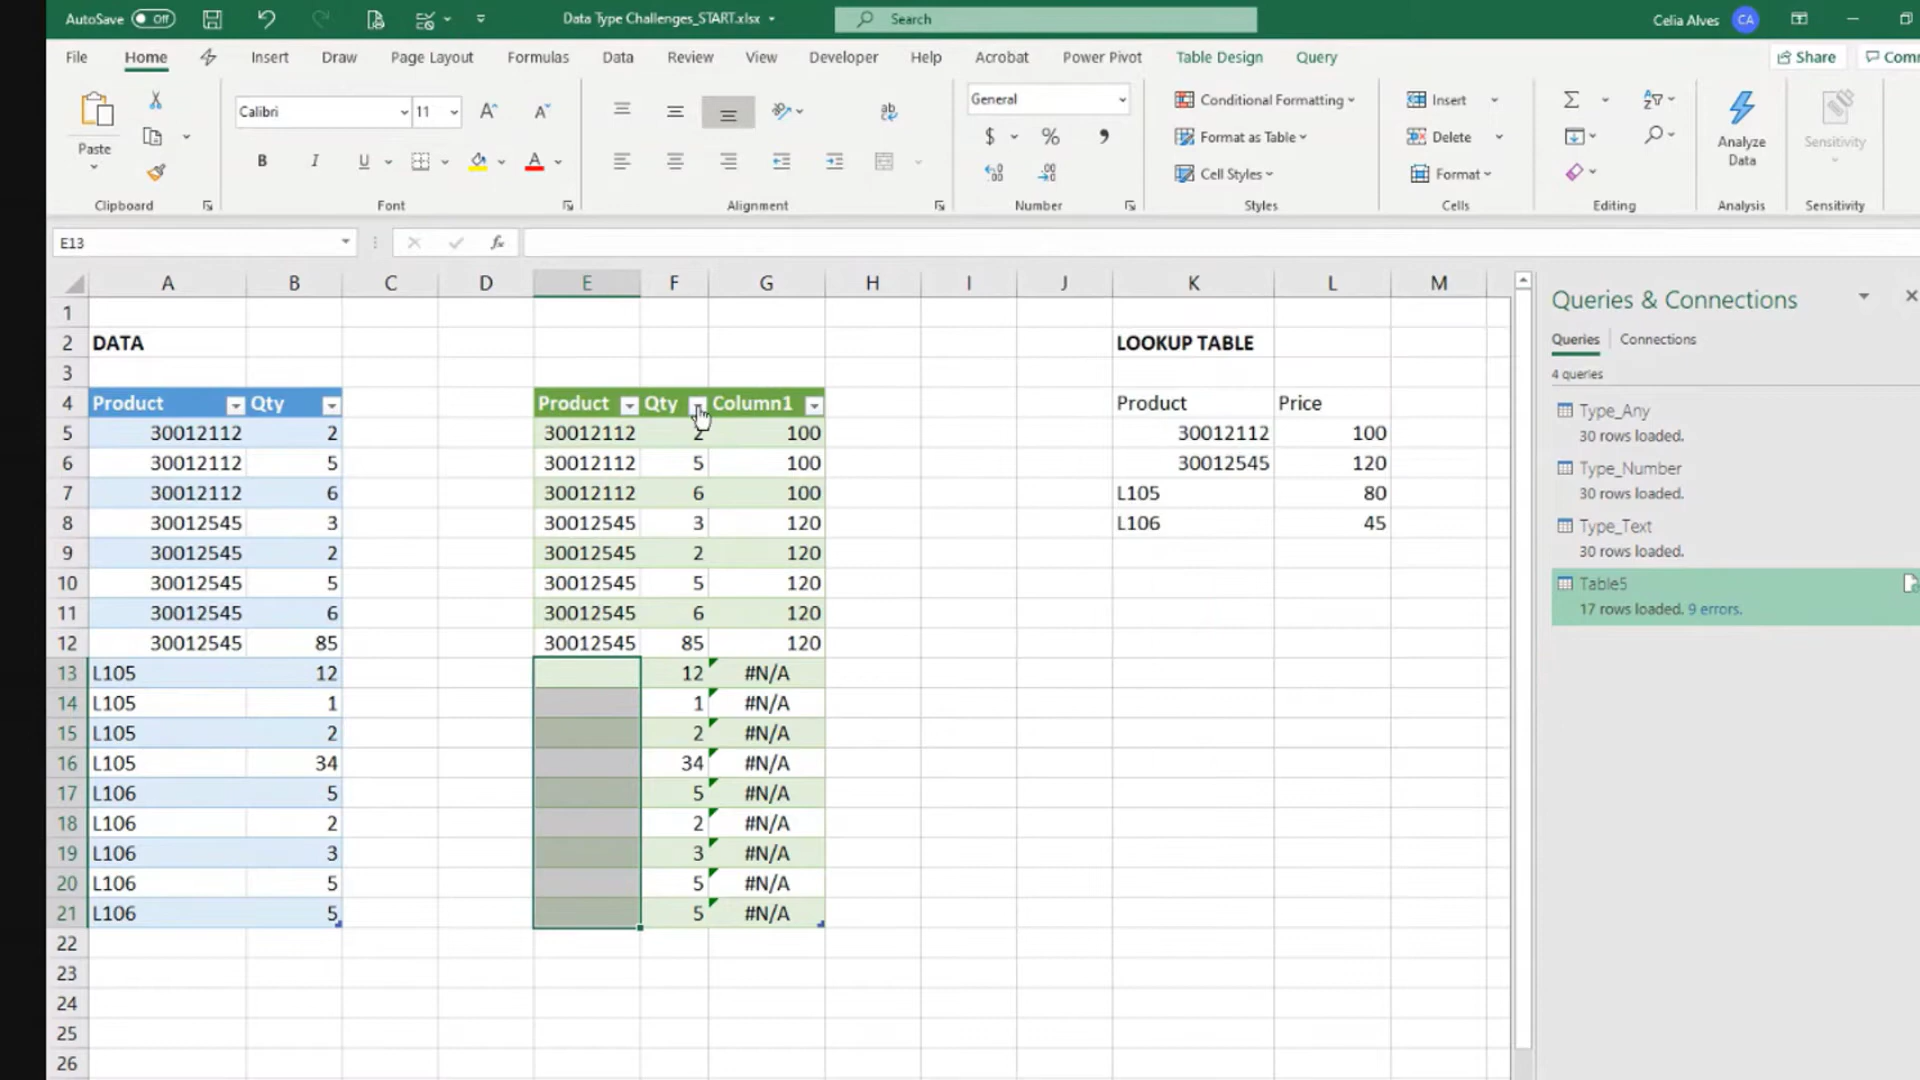 AutoSave Off Data Type Challenges_START.xlsx Search Celia Alves CA
File Home Insert Draw Page Layout Formulas Data Review View Developer Help Acrobat Power Pivot Table Design Query Share Comm
Paste Calibri 11 General Conditional Formatting Insert
B I U A $ % Format as Table Delete Analyze Data Sensitivity
Cell Styles Format
Clipboard Font Alignment Number Styles Cells Editing Analysis Sensitivity
E13 fx
A B C D E F G H I J K L M
1
2 DATA LOOKUP TABLE
3
4 Product Qty Product Qty Column1 Product Price
5 30012112 2 30012112 2 100 30012112 100
6 30012112 5 30012112 5 100 30012545 120
7 30012112 6 30012112 6 100 L105 80
8 30012545 3 30012545 3 120 L106 45
9 30012545 2 30012545 2 120
10 30012545 5 30012545 5 120
11 30012545 6 30012545 6 120
12 30012545 85 30012545 85 120
13 L105 12 12 #N/A
14 L105 1 1 #N/A
15 L105 2 2 #N/A
16 L105 34 34 #N/A
17 L106 5 5 #N/A
18 L106 2 2 #N/A
19 L106 3 3 #N/A
20 L106 5 5 #N/A
21 L106 5 5 #N/A
22
23
24
25
26
Queries & Connections
Queries Connections
4 queries
Type_Any
30 rows loaded.
Type_Number
30 rows loaded.
Type_Text
30 rows loaded.
Table5
17 rows loaded. 9 errors.